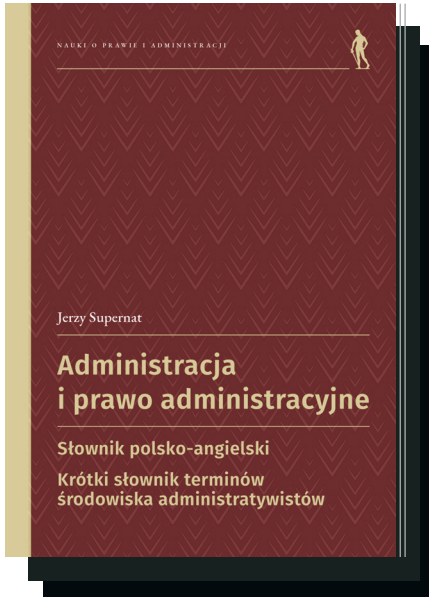 NAUKI O PRAWIE I ADMINISTRACJI
Jerzy Supernat
Administracja
i prawo administracyjne
Słownik polsko-angielski
Krótki słownik terminów
środowiska administratywistów